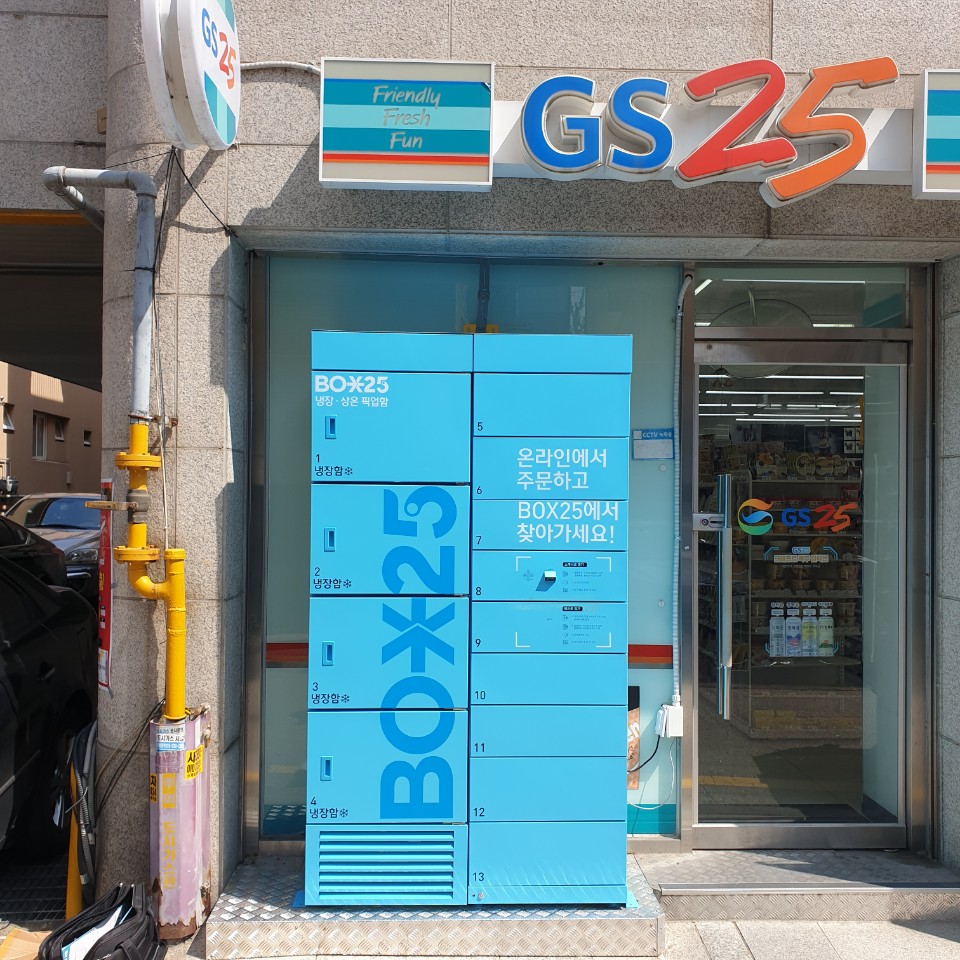 GS25
Friendly
Fresh
Fun
GS25
BOX25
냉장·상온 픽업함
1
냉장함
2
냉장함
3
냉장함
4
냉장함
BOX25
5
6
온라인에서
주문하고
7
BOX25에서
찾아가세요!
8
9
10
11
12
13
CCTV
GS25